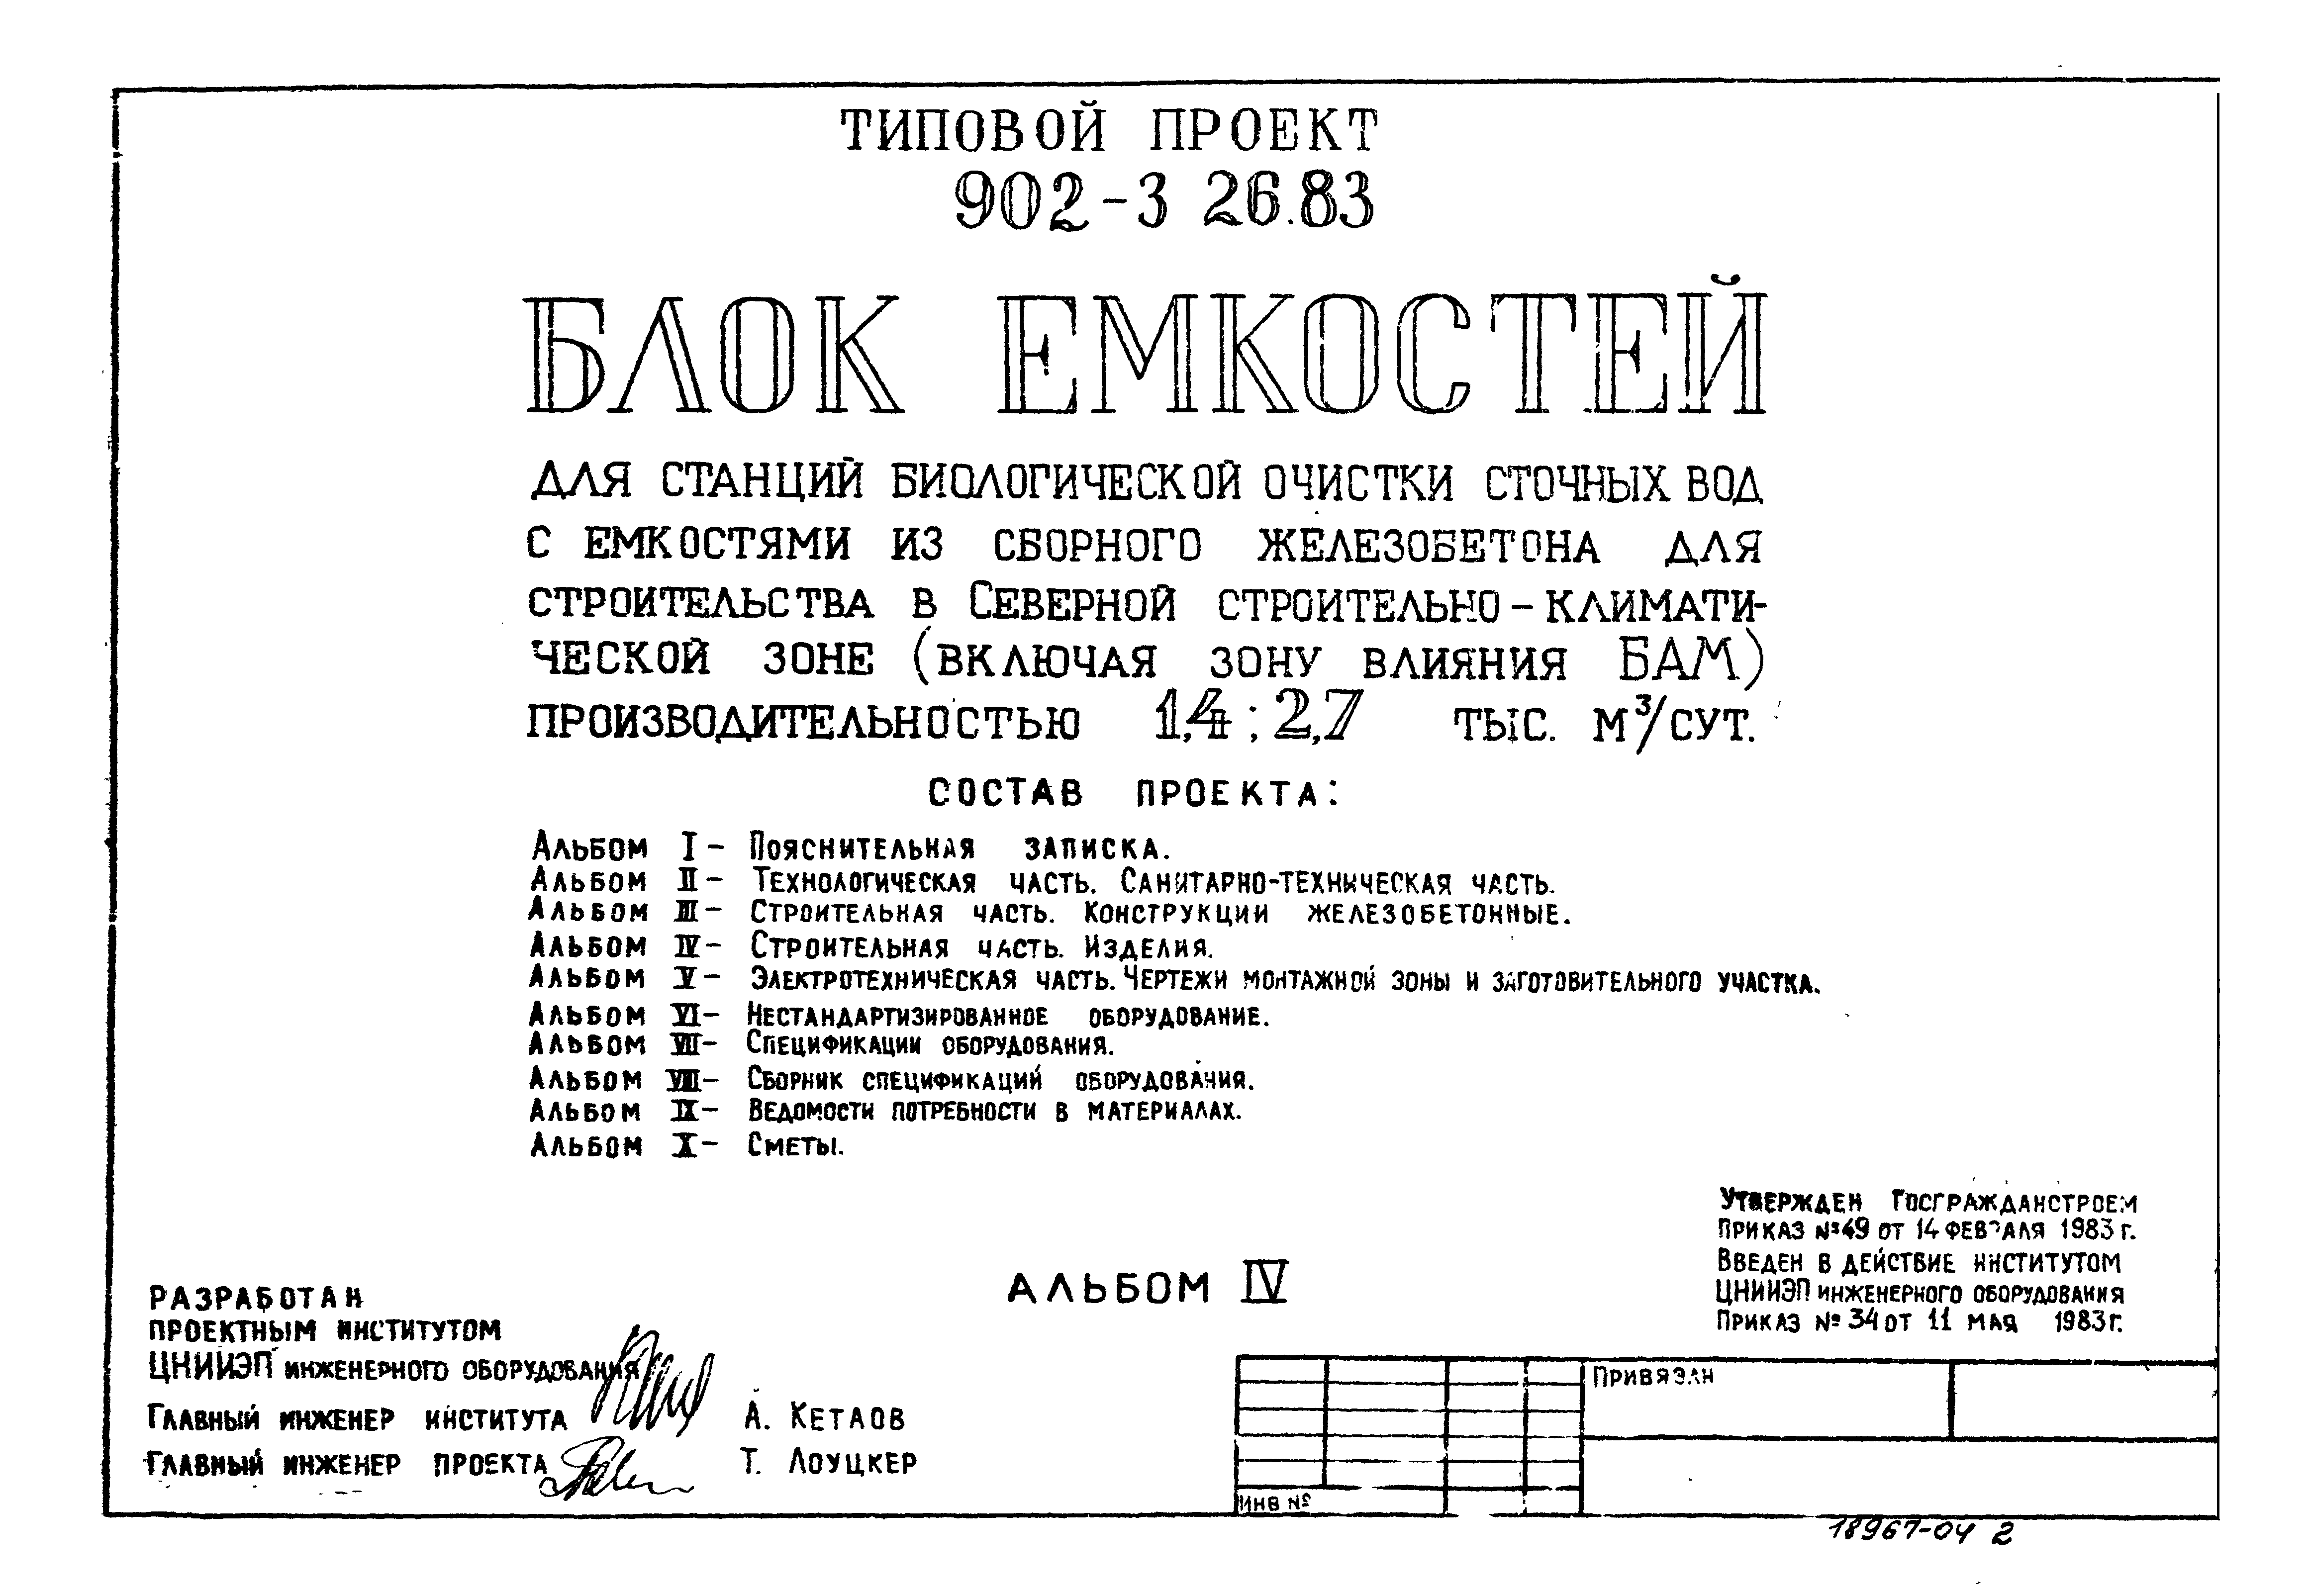 ТИПОВОЙ ПРОЕКТ
902-3 26.83
БЛОК ЕМКОСТЕЙ
ДЛЯ СТАНЦИЙ БИОЛОГИЧЕСКОЙ ОЧИСТКИ СТОЧНЫХ ВОД
С ЕМКОСТЯМИ ИЗ СБОРНОГО ЖЕЛЕЗОБЕТОНА ДЛЯ
СТРОИТЕЛЬСТВА В СЕВЕРНОЙ СТРОИТЕЛЬНО-КЛИМАТИ-
ЧЕСКОЙ ЗОНЕ (ВКЛЮЧАЯ ЗОНУ ВЛИЯНИЯ БАМ)
ПРОИЗВОДИТЕЛЬНОСТЬЮ 1,4; 2,7 ТЫС. М³/СУТ.
СОСТАВ ПРОЕКТА:
АЛЬБОМ I - ПОЯСНИТЕЛЬНАЯ ЗАПИСКА.
АЛЬБОМ II - ТЕХНОЛОГИЧЕСКАЯ ЧАСТЬ. САНИТАРНО-ТЕХНИЧЕСКАЯ ЧАСТЬ.
АЛЬБОМ III - СТРОИТЕЛЬНАЯ ЧАСТЬ. КОНСТРУКЦИИ ЖЕЛЕЗОБЕТОННЫЕ.
АЛЬБОМ IV - СТРОИТЕЛЬНАЯ ЧАСТЬ. ИЗДЕЛИЯ.
АЛЬБОМ V - ЭЛЕКТРОТЕХНИЧЕСКАЯ ЧАСТЬ. ЧЕРТЕЖИ МОНТАЖНОЙ ЗОНЫ И ЗАГОТОВИТЕЛЬНОГО УЧАСТКА.
АЛЬБОМ VI - НЕСТАНДАРТИЗИРОВАННОЕ ОБОРУДОВАНИЕ.
АЛЬБОМ VII - СПЕЦИФИКАЦИИ ОБОРУДОВАНИЯ.
АЛЬБОМ VIII - СБОРНИК СПЕЦИФИКАЦИЙ ОБОРУДОВАНИЯ.
АЛЬБОМ IX - ВЕДОМОСТИ ПОТРЕБНОСТИ В МАТЕРИАЛАХ.
АЛЬБОМ X - СМЕТЫ.
УТВЕРЖДЕН ГОСГРАЖДАНСТРОЕМ
ПРИКАЗ №49 ОТ 14 ФЕВРАЛЯ 1983 г.
ВВЕДЕН В ДЕЙСТВИЕ ИНСТИТУТОМ
ЦНИИЭП ИНЖЕНЕРНОГО ОБОРУДОВАНИЯ
ПРИКАЗ № 34 ОТ 11 МАЯ 1983 г.
АЛЬБОМ IV
РАЗРАБОТАН
ПРОЕКТНЫМ ИНСТИТУТОМ
ЦНИИЭП ИНЖЕНЕРНОГО ОБОРУДОВАНИЯ
ГЛАВНЫЙ ИНЖЕНЕР ИНСТИТУТА А. КЕТАОВ
ГЛАВНЫЙ ИНЖЕНЕР ПРОЕКТА Т. ЛОУЦКЕР
ПРИВЯЗАН
ИНВ №
18967-04 2